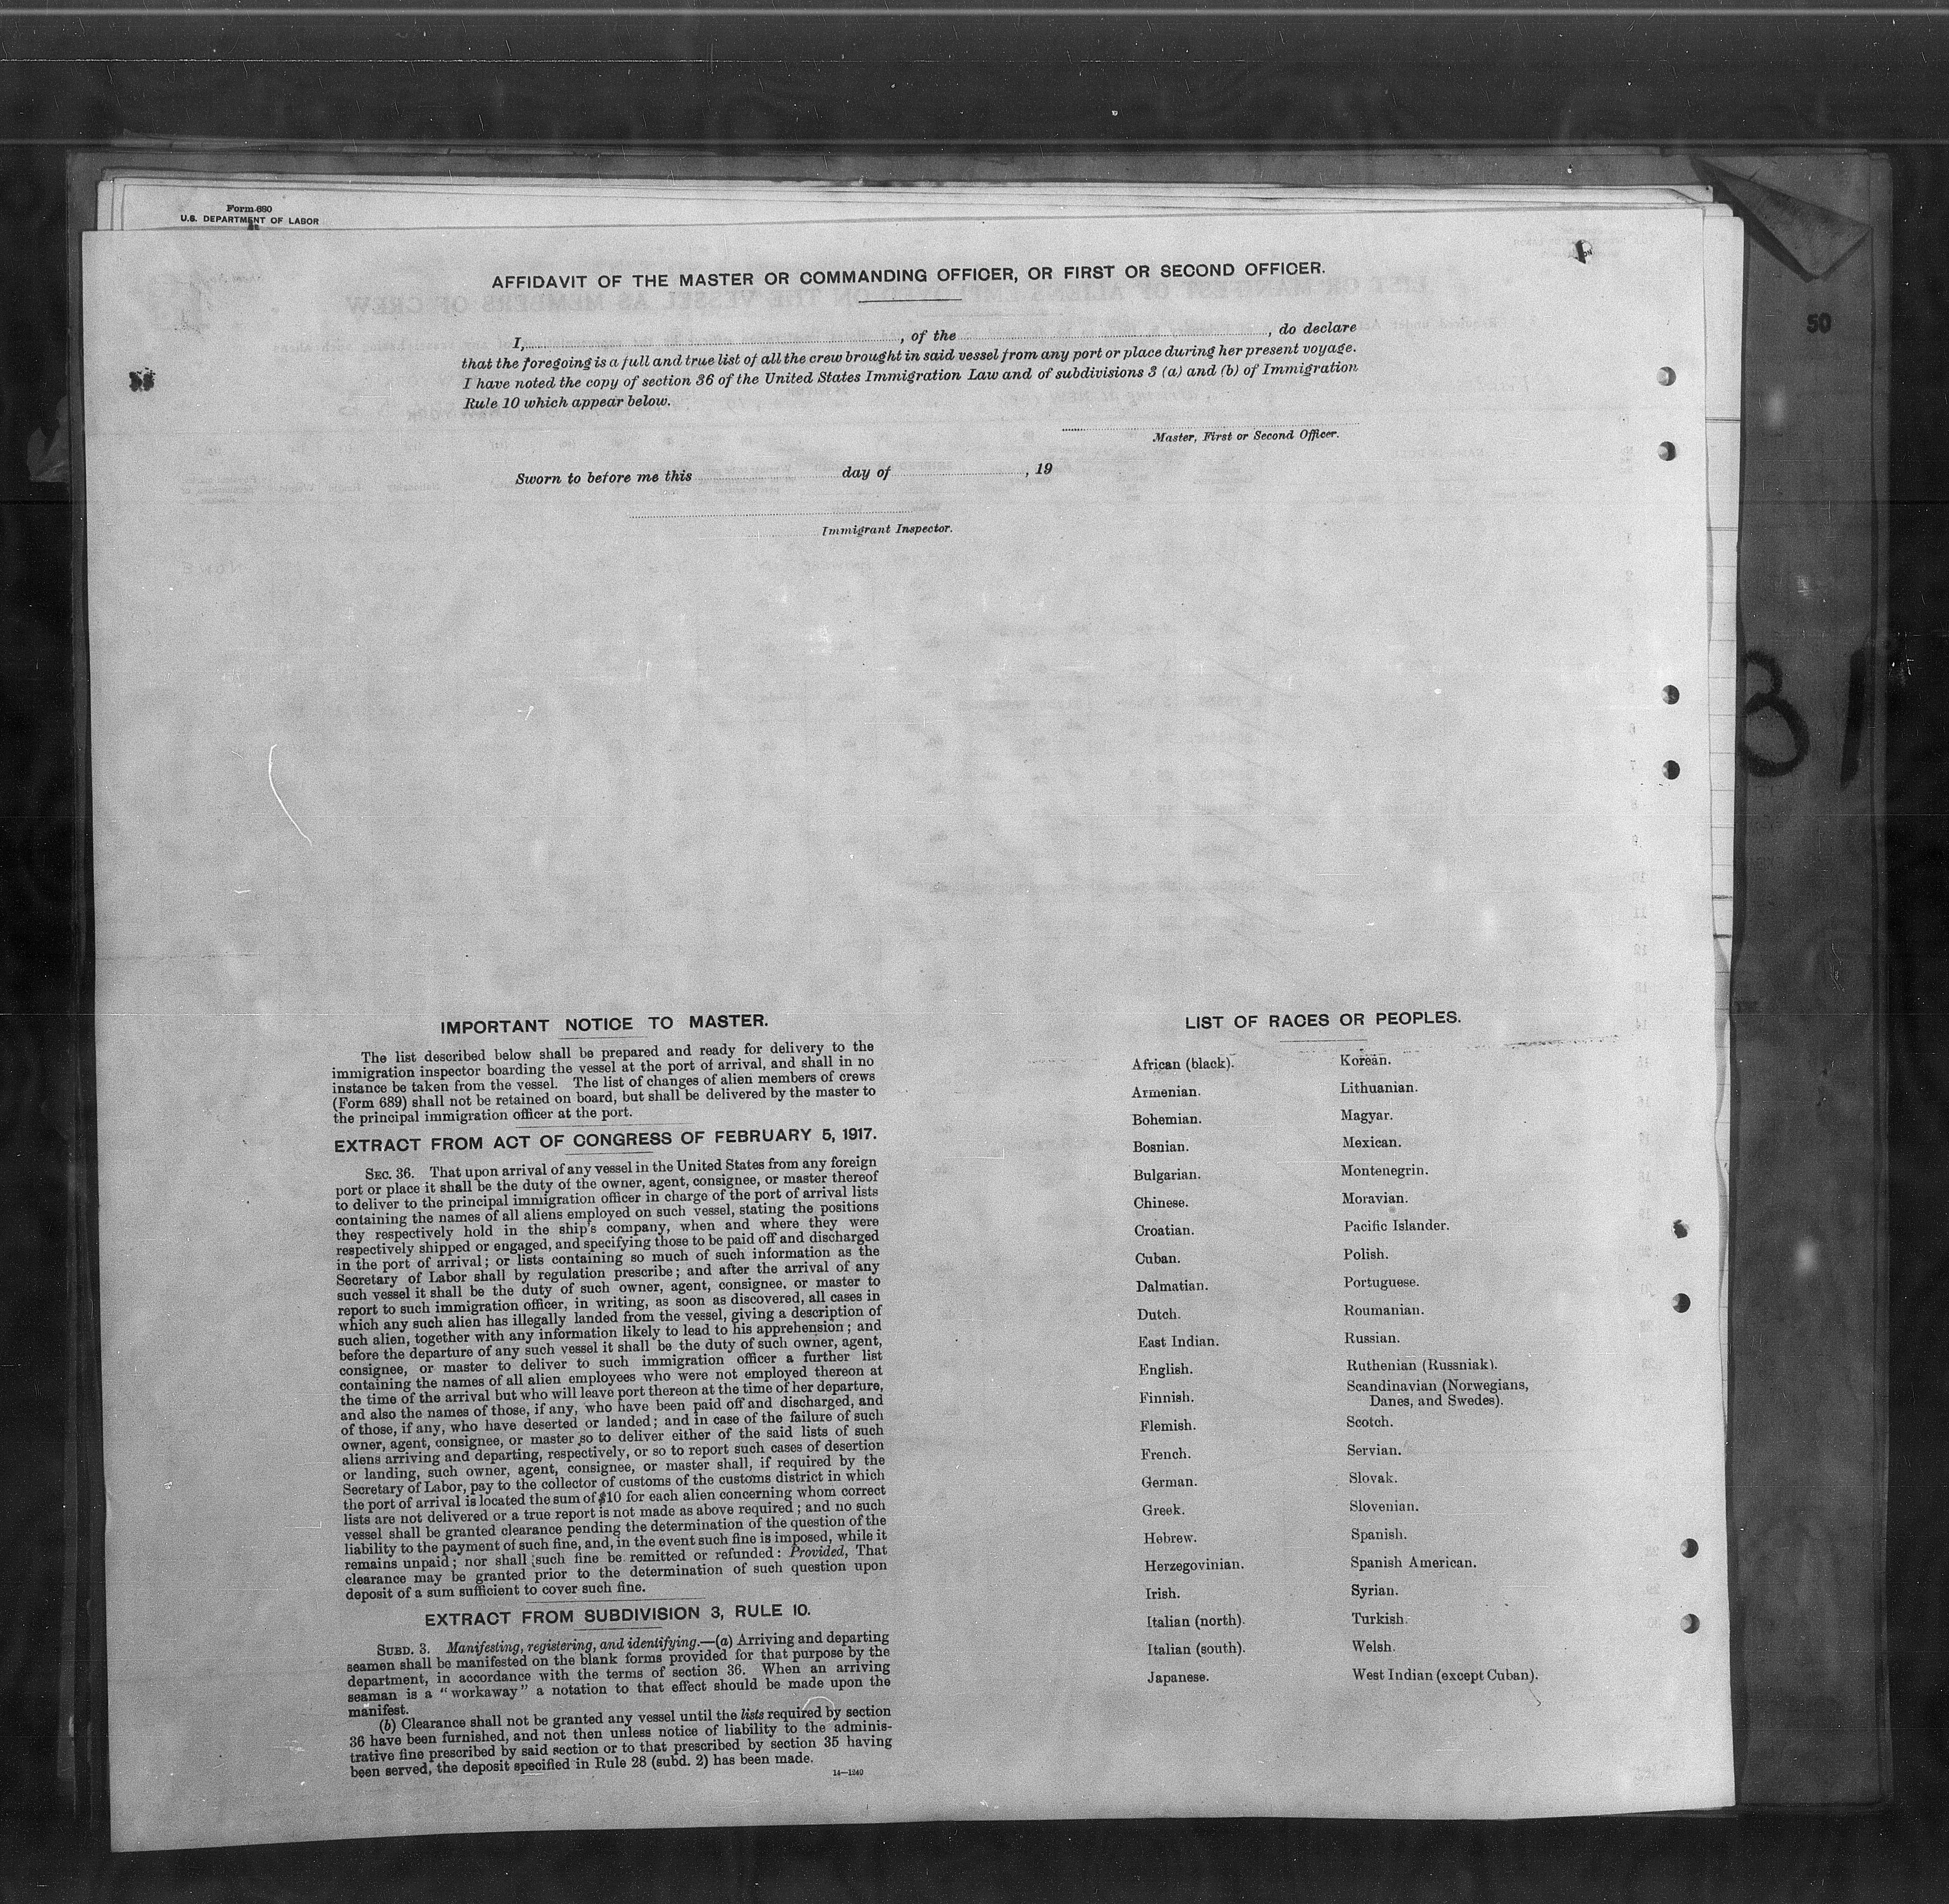 Form 680
U.S. DEPARTMENT OF LABOR
AFFIDAVIT OF THE MASTER OR COMMANDING OFFICER, OR FIRST OR SECOND OFFICER.
I, , of the , do declare
that the foregoing is a full and true list of all the crew brought in said vessel from any port or place during her present voyage.
I have noted the copy of section 36 of the United States Immigration Law and of subdivisions 3 (a) and (b) of Immigration
Rule 10 which appear below.
Master, First or Second Officer.
Sworn to before me this day of , 19
Immigrant Inspector.
50
81
IMPORTANT NOTICE TO MASTER.
The list described below shall be prepared and ready for delivery to the
immigration inspector boarding the vessel at the port of arrival, and shall in no
instance be taken from the vessel. The list of changes of alien members of crews
(Form 689) shall not be retained on board, but shall be delivered by the master to
the principal immigration officer at the port.
EXTRACT FROM ACT OF CONGRESS OF FEBRUARY 5, 1917.
SEC. 36. That upon arrival of any vessel in the United States from any foreign
port or place it shall be the duty of the owner, agent, consignee, or master thereof
to deliver to the principal immigration officer in charge of the port of arrival lists
containing the names of all aliens employed on such vessel, stating the positions
they respectively hold in the ship's company, when and where they were
respectively shipped or engaged, and specifying those to be paid off and discharged
in the port of arrival; or lists containing so much of such information as the
Secretary of Labor shall by regulation prescribe; and after the arrival of any
such vessel it shall be the duty of such owner, agent, consignee, or master to
report to such immigration officer, in writing, as soon as discovered, all cases in
which any such alien has illegally landed from the vessel, giving a description of
such alien, together with any information likely to lead to his apprehension; and
before the departure of any such vessel it shall be the duty of such owner, agent,
consignee, or master to deliver to such immigration officer a further list
containing the names of all alien employees who were not employed thereon at
the time of the arrival but who will leave port thereon at the time of her departure,
and also the names of those, if any, who have been paid off and discharged, and
of those, if any, who have deserted or landed; and in case of the failure of such
owner, agent, consignee, or master so to deliver either of the said lists of such
aliens arriving and departing, respectively, or so to report such cases of desertion
or landing, such owner, agent, consignee, or master shall, if required by the
Secretary of Labor, pay to the collector of customs of the customs district in which
the port of arrival is located the sum of $10 for each alien concerning whom correct
lists are not delivered or a true report is not made as above required; and no such
vessel shall be granted clearance pending the determination of the question of the
liability to the payment of such fine, and, in the event such fine is imposed, while it
remains unpaid; nor shall such fine be remitted or refunded: Provided, That
clearance may be granted prior to the determination of such question upon
deposit of a sum sufficient to cover such fine.
EXTRACT FROM SUBDIVISION 3, RULE 10.
SUBD. 3. Manifesting, registering, and identifying.—(a) Arriving and departing
seamen shall be manifested on the blank forms provided for that purpose by the
department, in accordance with the terms of section 36. When an arriving
seaman is a "workaway" a notation to that effect should be made upon the
manifest.
(b) Clearance shall not be granted any vessel until the lists required by section
36 have been furnished, and not then unless notice of liability to the adminis-
trative fine prescribed by said section or to that prescribed by section 35 having
been served, the deposit specified in Rule 28 (subd. 2) has been made.
14—1240
LIST OF RACES OR PEOPLES.
African (black).
Armenian.
Bohemian.
Bosnian.
Bulgarian.
Chinese.
Croatian.
Cuban.
Dalmatian.
Dutch.
East Indian.
English.
Finnish.
Flemish.
French.
German.
Greek.
Hebrew.
Herzegovinian.
Irish.
Italian (north).
Italian (south).
Japanese.
Korean.
Lithuanian.
Magyar.
Mexican.
Montenegrin.
Moravian.
Pacific Islander.
Polish.
Portuguese.
Roumanian.
Russian.
Ruthenian (Russniak).
Scandinavian (Norwegians,
Danes, and Swedes).
Scotch.
Servian.
Slovak.
Slovenian.
Spanish.
Spanish American.
Syrian.
Turkish.
Welsh.
West Indian (except Cuban).